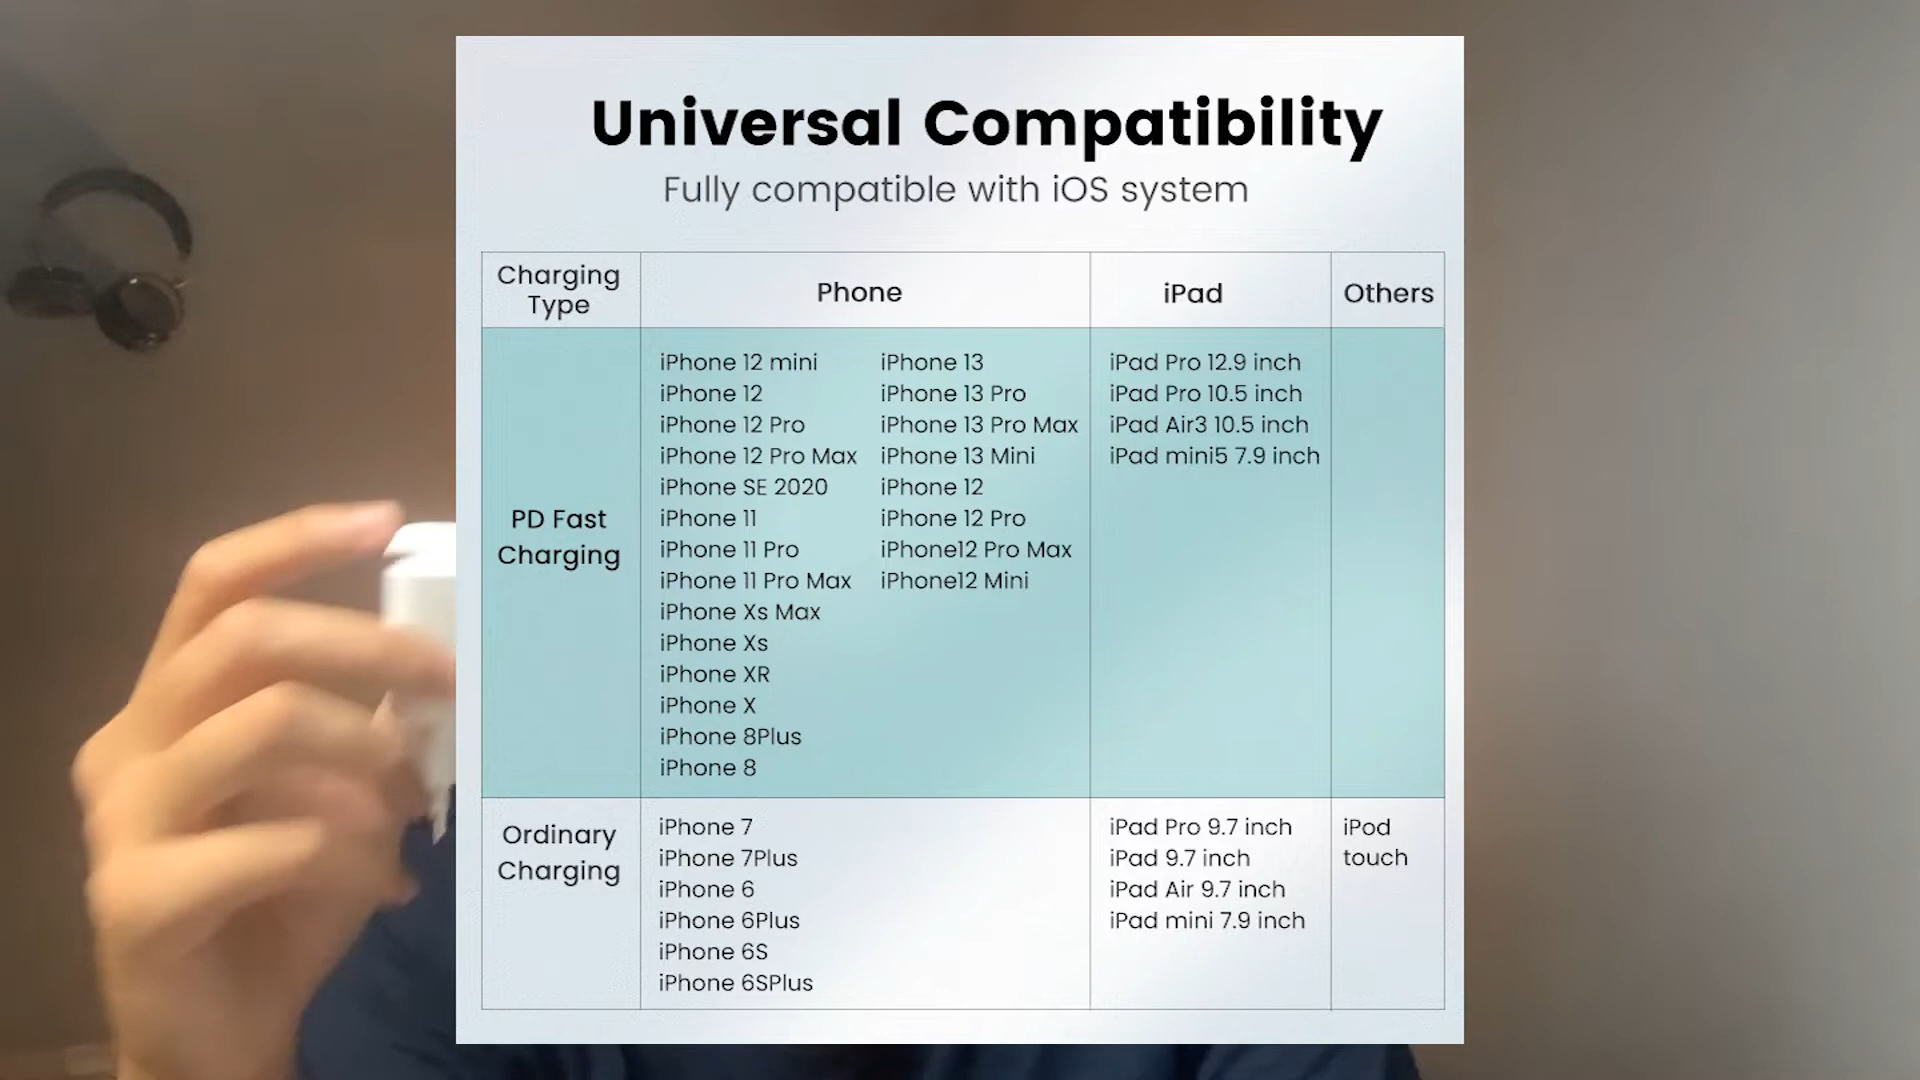 Universal Compatibility
Fully compatible with iOS system
Charging
Type
Phone
iPad
Others
PD Fast
Charging
iPhone 12 mini
iPhone 12
iPhone 12 Pro
iPhone 12 Pro Max
iPhone SE 2020
iPhone 11
iPhone 11 Pro
iPhone 11 Pro Max
iPhone Xs Max
iPhone Xs
iPhone XR
iPhone X
iPhone 8Plus
iPhone 8
iPhone 13
iPhone 13 Pro
iPhone 13 Pro Max
iPhone 13 Mini
iPhone 12
iPhone 12 Pro
iPhone12 Pro Max
iPhone12 Mini
iPad Pro 12.9 inch
iPad Pro 10.5 inch
iPad Air3 10.5 inch
iPad mini5 7.9 inch
Ordinary
Charging
iPhone 7
iPhone 7Plus
iPhone 6
iPhone 6Plus
iPhone 6S
iPhone 6SPlus
iPad Pro 9.7 inch
iPad 9.7 inch
iPad Air 9.7 inch
iPad mini 7.9 inch
iPod
touch